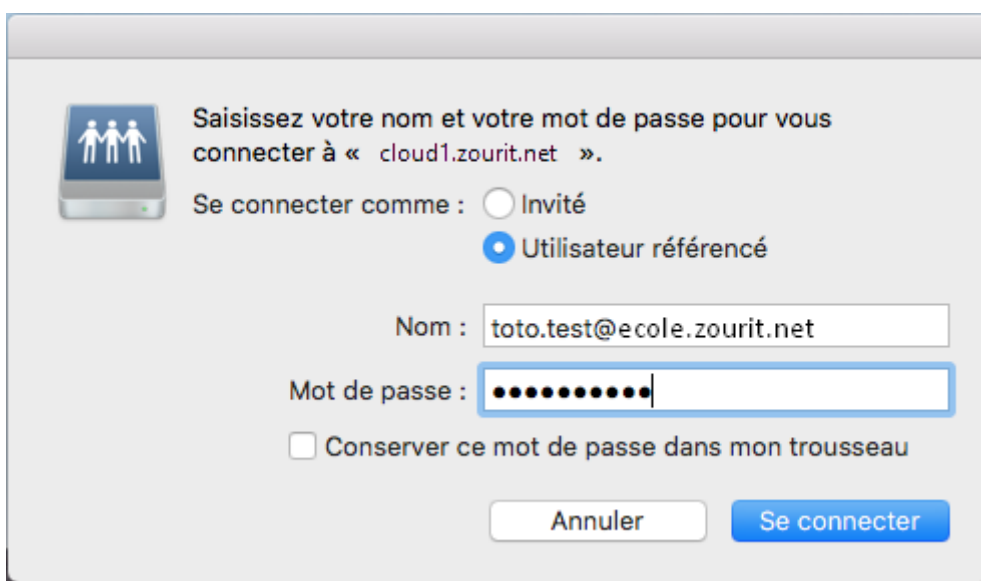 Saisissez votre nom et votre mot de passe pour vous
connecter à « cloud1.zourit.net ».
Se connecter comme : Invité
Utilisateur référencé
Nom : toto.test@ecole.zourit.net
Mot de passe : ••••••••••
Conserver ce mot de passe dans mon trousseau
Annuler Se connecter